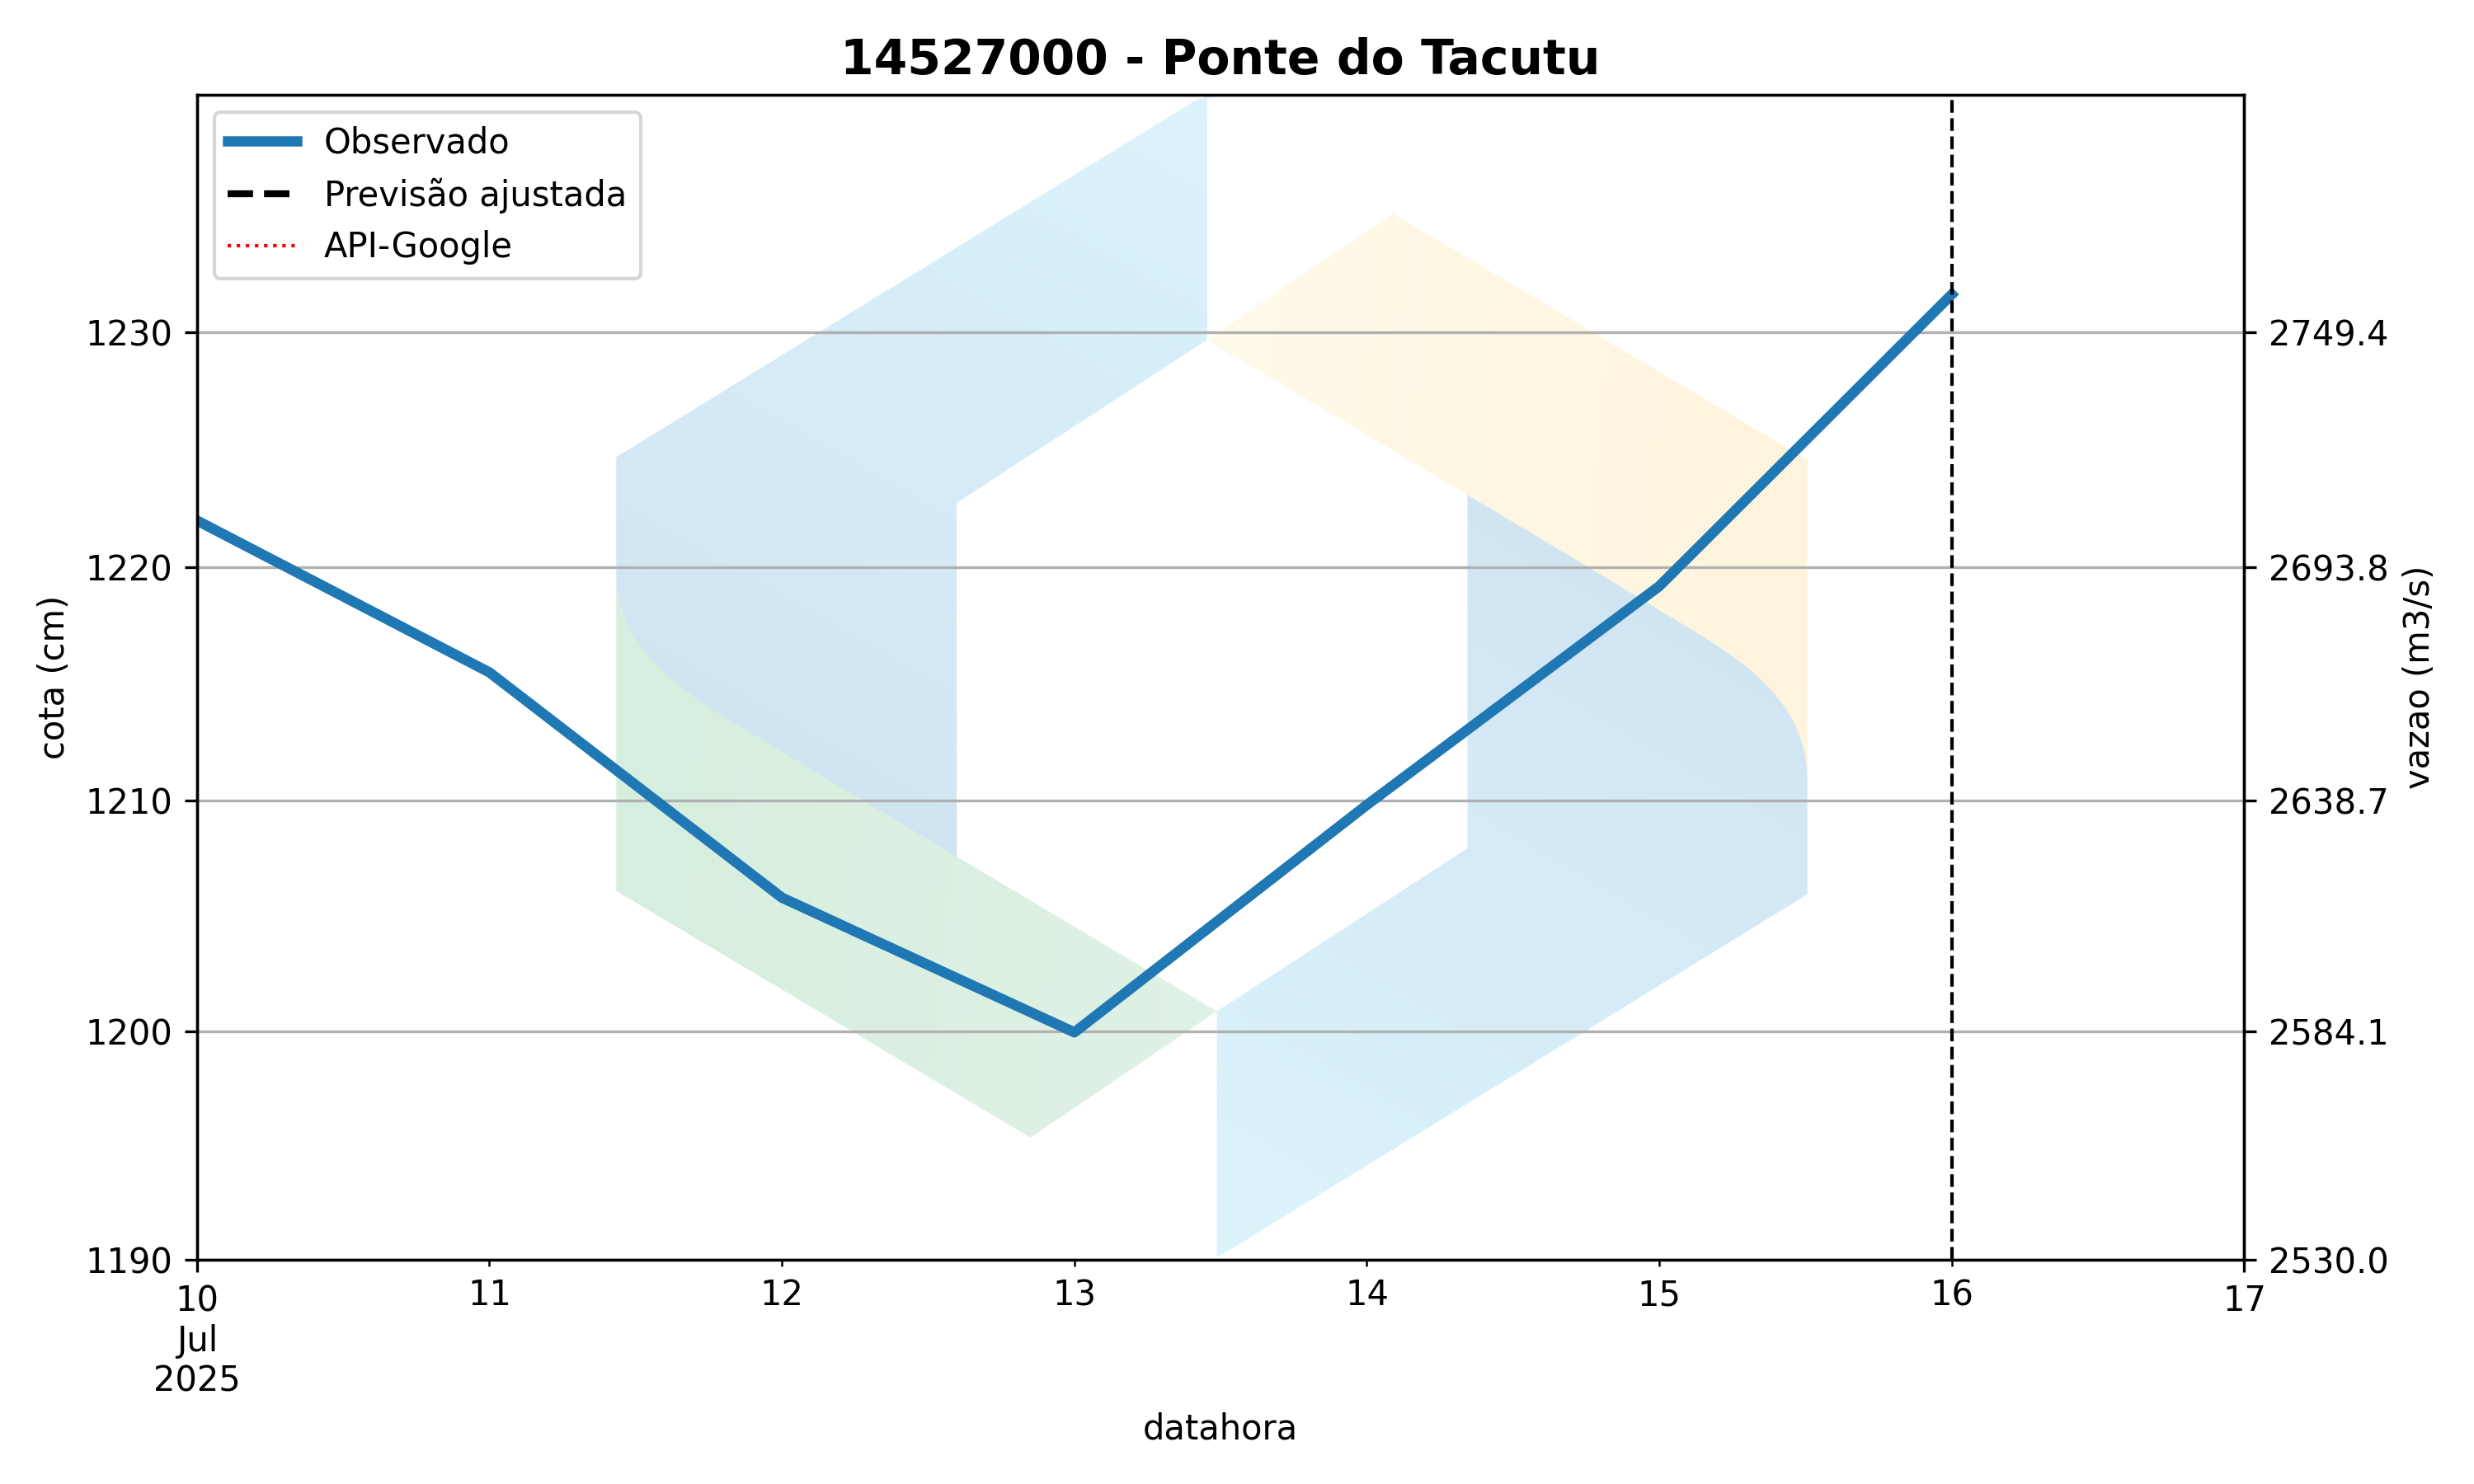 14527000 - Ponte do Tacutu
Observado
Previsão ajustada
API-Google
1230
1220
1210
1200
1190
cota (cm)
2749.4
2693.8
2638.7
2584.1
2530.0
vazao (m3/s)
10 11 12 13 14 15 16 17
Jul
2025
datahora